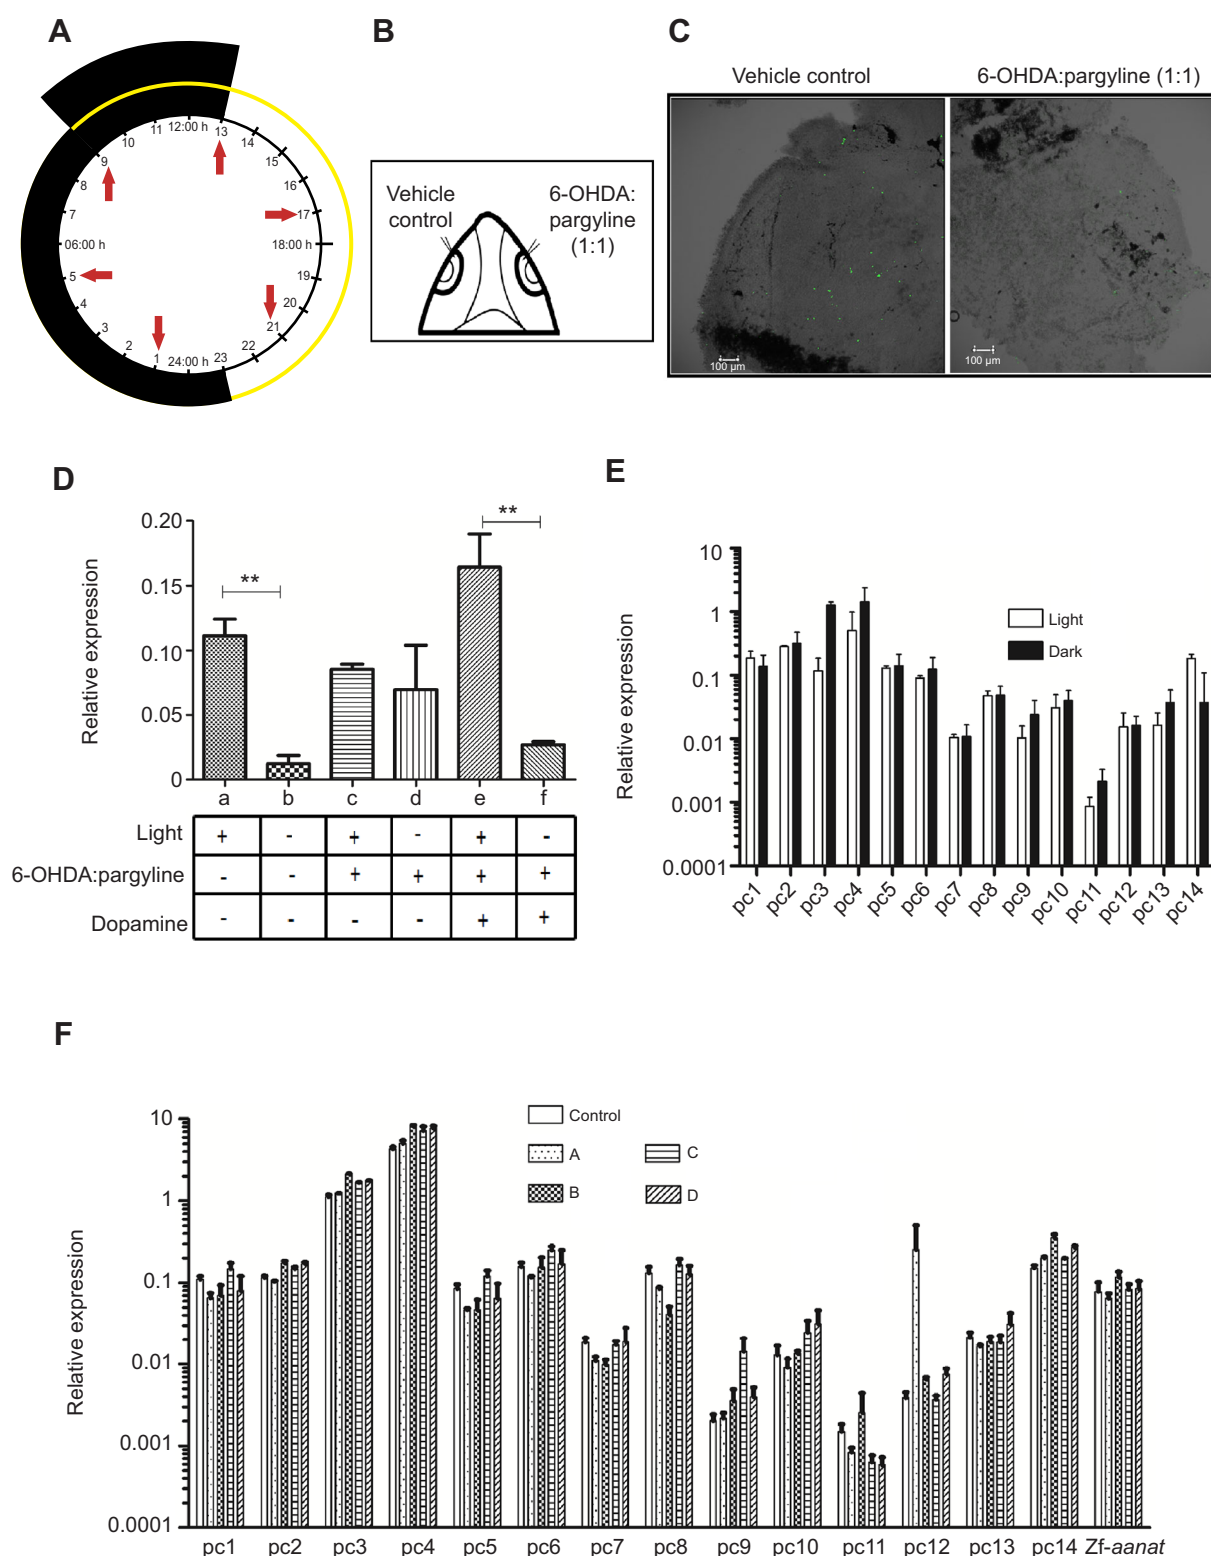 A
12:00 h
13
14
15
16
17
18:00 h
19
20
21
22
23
24:00 h
1
2
3
4
5
06:00 h
7
8
9
10
11
B
Vehicle
control
6-OHDA:
pargyline
(1:1)
C
Vehicle control
6-OHDA:pargyline (1:1)
100 µm
100 µm
D
Relative expression
0.20
0.15
0.10
0.05
0
**
**
a b c d e f
Light + - + - + -
6-OHDA:pargyline - - + + + +
Dopamine - - - - + +
E
Relative expression
10
1
0.1
0.01
0.001
0.0001
Light
Dark
pc1 pc2 pc3 pc4 pc5 pc6 pc7 pc8 pc9 pc10 pc11 pc12 pc13 pc14
F
Relative expression
10
1
0.1
0.01
0.001
0.0001
Control
A
B
C
D
pc1 pc2 pc3 pc4 pc5 pc6 pc7 pc8 pc9 pc10 pc11 pc12 pc13 pc14 Zf-aanat